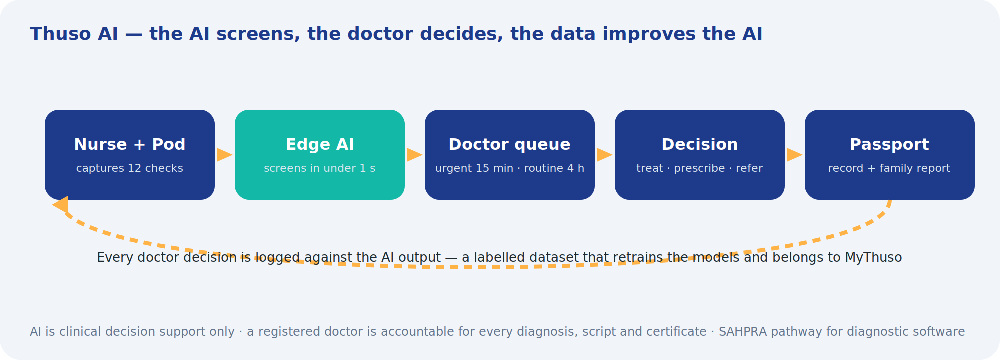 Thuso AI — the AI screens, the doctor decides, the data improves the AI
Nurse + Pod
captures 12 checks
Edge AI
screens in under 1 s
Doctor queue
urgent 15 min · routine 4 h
Decision
treat · prescribe · refer
Passport
record + family report
Every doctor decision is logged against the AI output — a labelled dataset that retrains the models and belongs to MyThuso
AI is clinical decision support only · a registered doctor is accountable for every diagnosis, script and certificate · SAHPRA pathway for diagnostic software